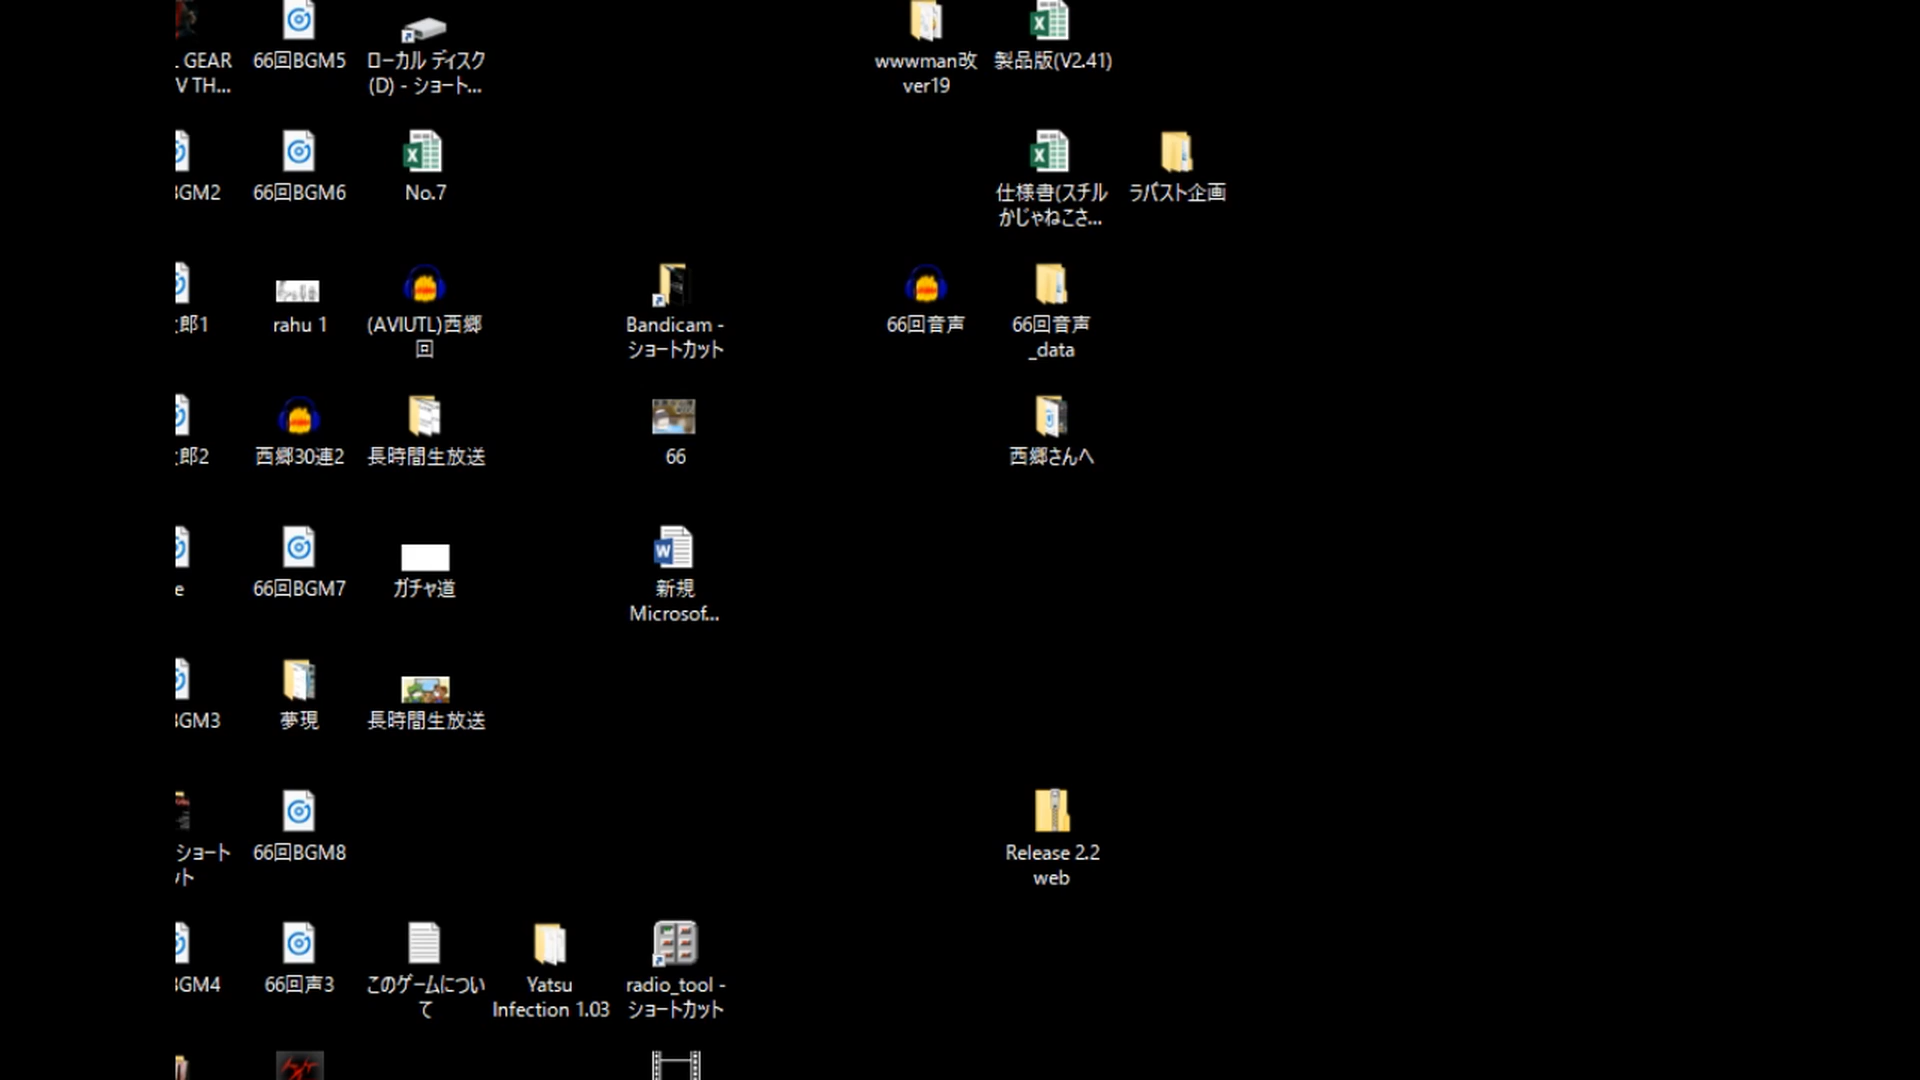 L GEAR
V TH...
66回BGM5
ローカル ディスク
(D) - ショート...
wwwman改
ver19
製品版(V2.41)
BGM2
66回BGM6
No.7
仕様書(スチル
かじゃねこさ...
ラバスト企画
郎1
rahu 1
(AVIUTL)西郷
回
Bandicam -
ショートカット
66回音声
66回音声
_data
郎2
西郷30連2
長時間生放送
66
西郷さんへ
e
66回BGM7
ガチャ道
新規
Microsof...
BGM3
夢現
長時間生放送
ショート
ット
66回BGM8
Release 2.2
web
BGM4
66回声3
このゲームについ
て
Yatsu
Infection 1.03
radio_tool -
ショートカット